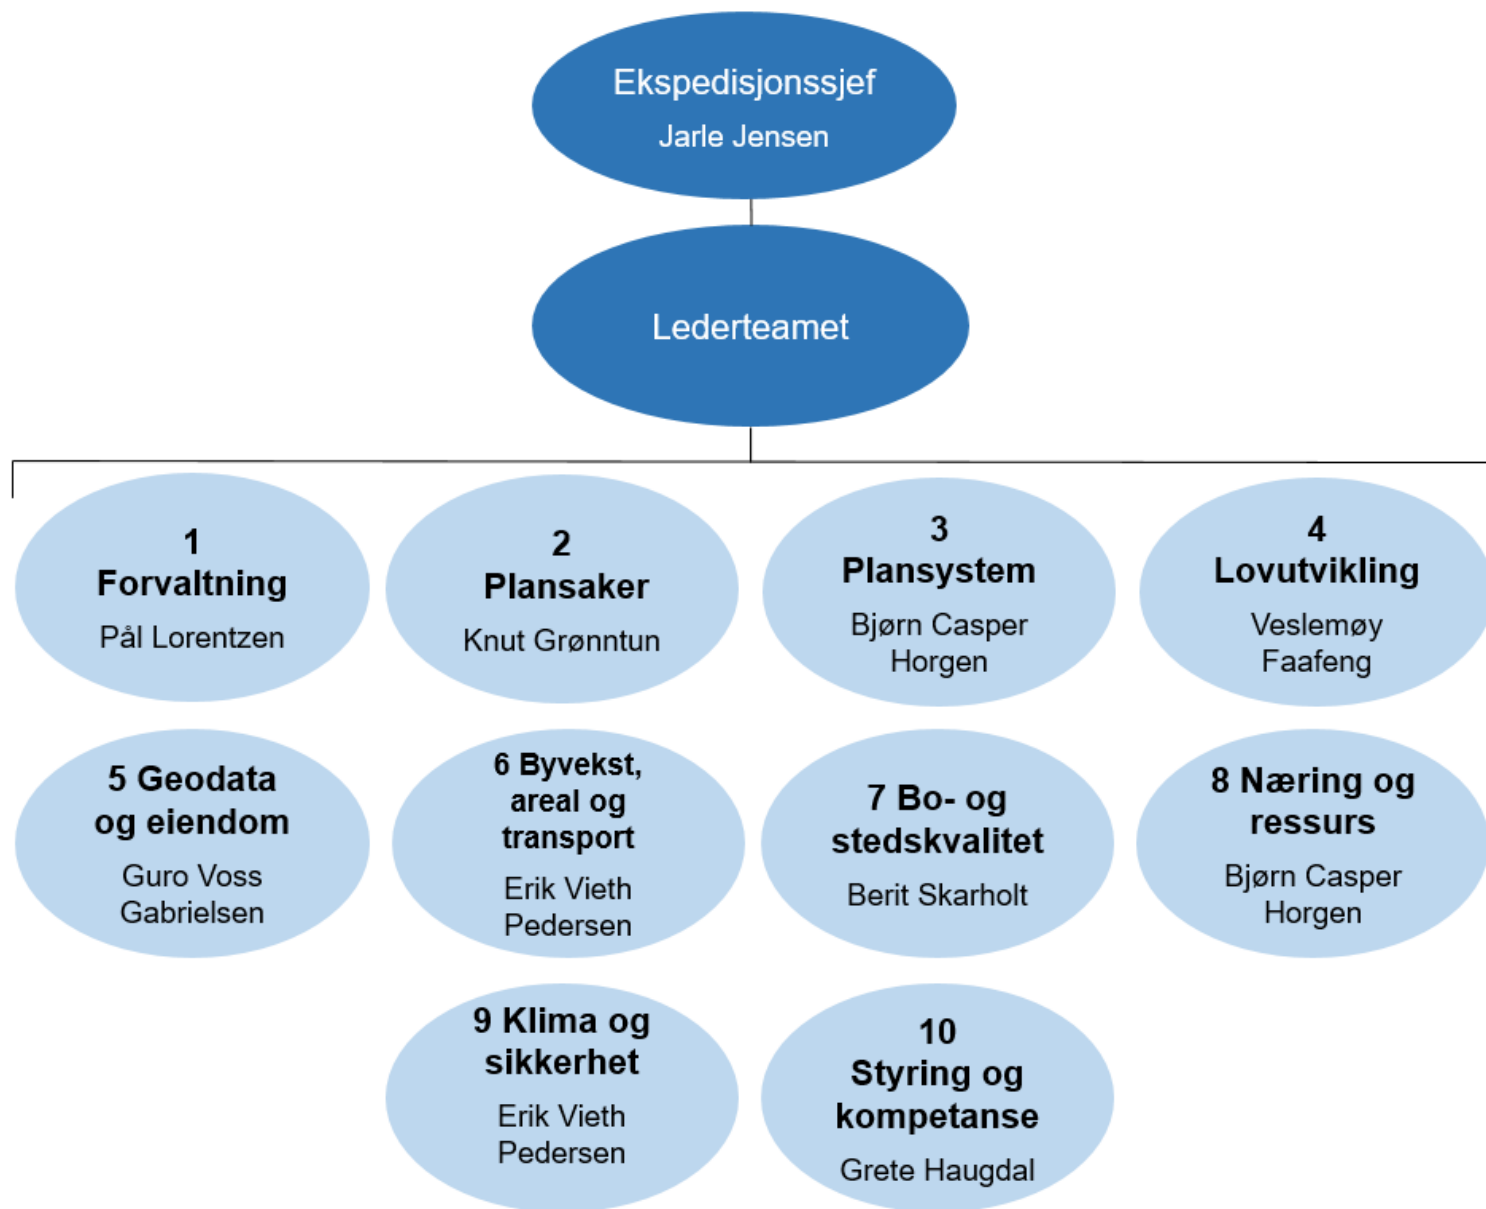 Ekspedisjonssjef
Jarle Jensen
Lederteamet
1
Forvaltning
Pål Lorentzen
2
Plansaker
Knut Grønntun
3
Plansystem
Bjørn Casper
Horgen
4
Lovutvikling
Veslemøy
Faafeng
5 Geodata
og eiendom
Guro Voss
Gabrielsen
6 Byvekst,
areal og
transport
Erik Vieth
Pedersen
7 Bo- og
stedskvalitet
Berit Skarholt
8 Næring og
ressurs
Bjørn Casper
Horgen
9 Klima og
sikkerhet
Erik Vieth
Pedersen
10
Styring og
kompetanse
Grete Haugdal